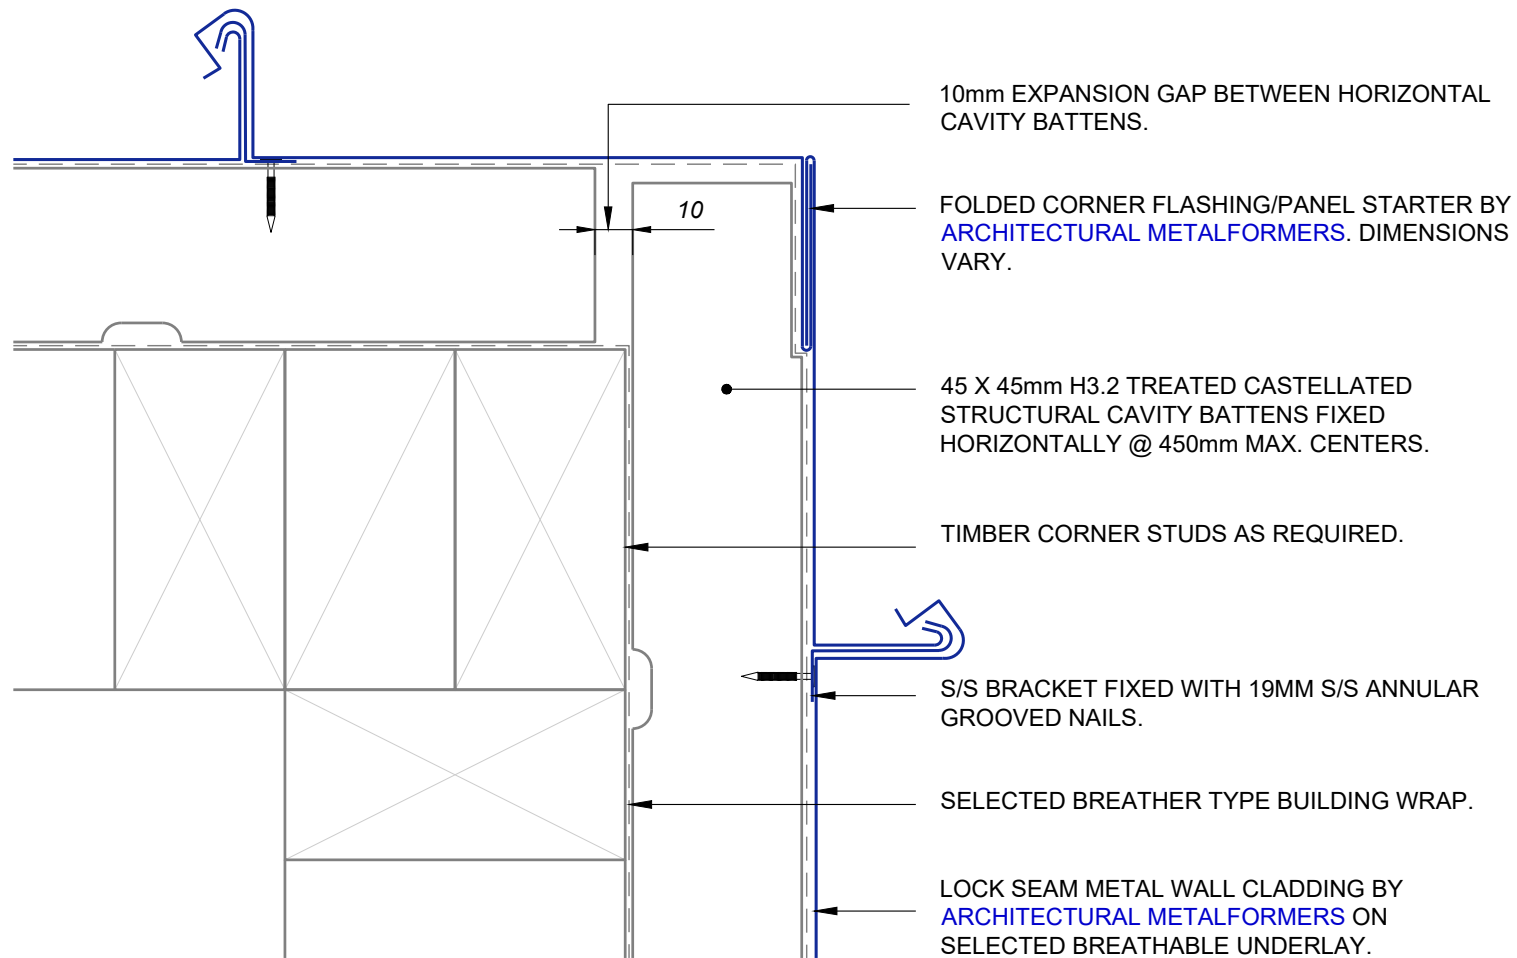 10mm EXPANSION GAP BETWEEN HORIZONTAL
CAVITY BATTENS.
10
FOLDED CORNER FLASHING/PANEL STARTER BY
ARCHITECTURAL METALFORMERS. DIMENSIONS
VARY.
45 X 45mm H3.2 TREATED CASTELLATED
STRUCTURAL CAVITY BATTENS FIXED
HORIZONTALLY @ 450mm MAX. CENTERS.
TIMBER CORNER STUDS AS REQUIRED.
S/S BRACKET FIXED WITH 19MM S/S ANNULAR
GROOVED NAILS.
SELECTED BREATHER TYPE BUILDING WRAP.
LOCK SEAM METAL WALL CLADDING BY
ARCHITECTURAL METALFORMERS ON
SELECTED BREATHABLE UNDERLAY.